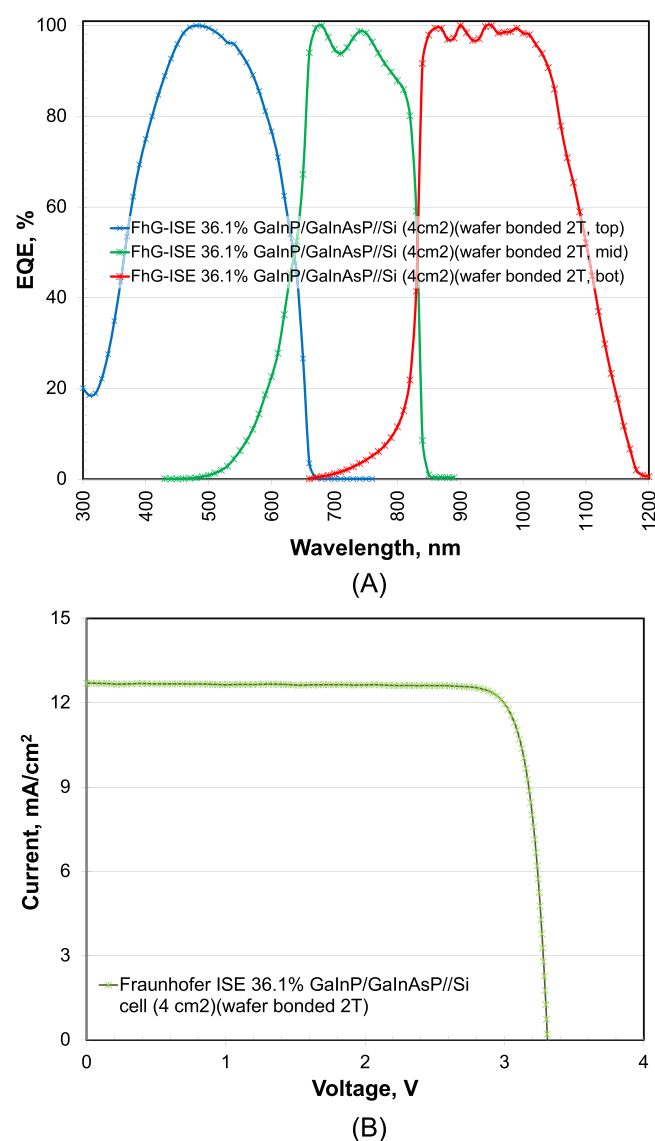 100
80
60
40
20
0
EQE, %
FhG-ISE 36.1% GaInP/GaInAsP//Si (4cm2)(wafer bonded 2T, top)
FhG-ISE 36.1% GaInP/GaInAsP//Si (4cm2)(wafer bonded 2T, mid)
FhG-ISE 36.1% GaInP/GaInAsP//Si (4cm2)(wafer bonded 2T, bot)
300 400 500 600 700 800 900 1000 1100 1200
Wavelength, nm
(A)
15
12
9
6
3
0
Current, mA/cm²
Fraunhofer ISE 36.1% GaInP/GaInAsP//Si
cell (4 cm2)(wafer bonded 2T)
0 1 2 3 4
Voltage, V
(B)